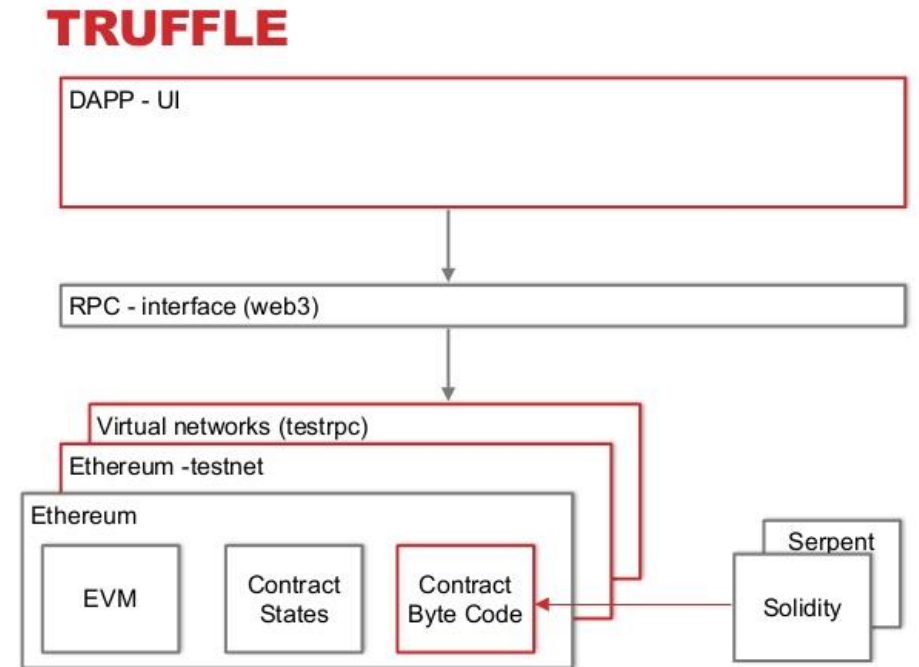 TRUFFLE
DAPP - UI
RPC - interface (web3)
Virtual networks (testrpc)
Ethereum -testnet
Ethereum
EVM
Contract
States
Contract
Byte Code
Serpent
Solidity